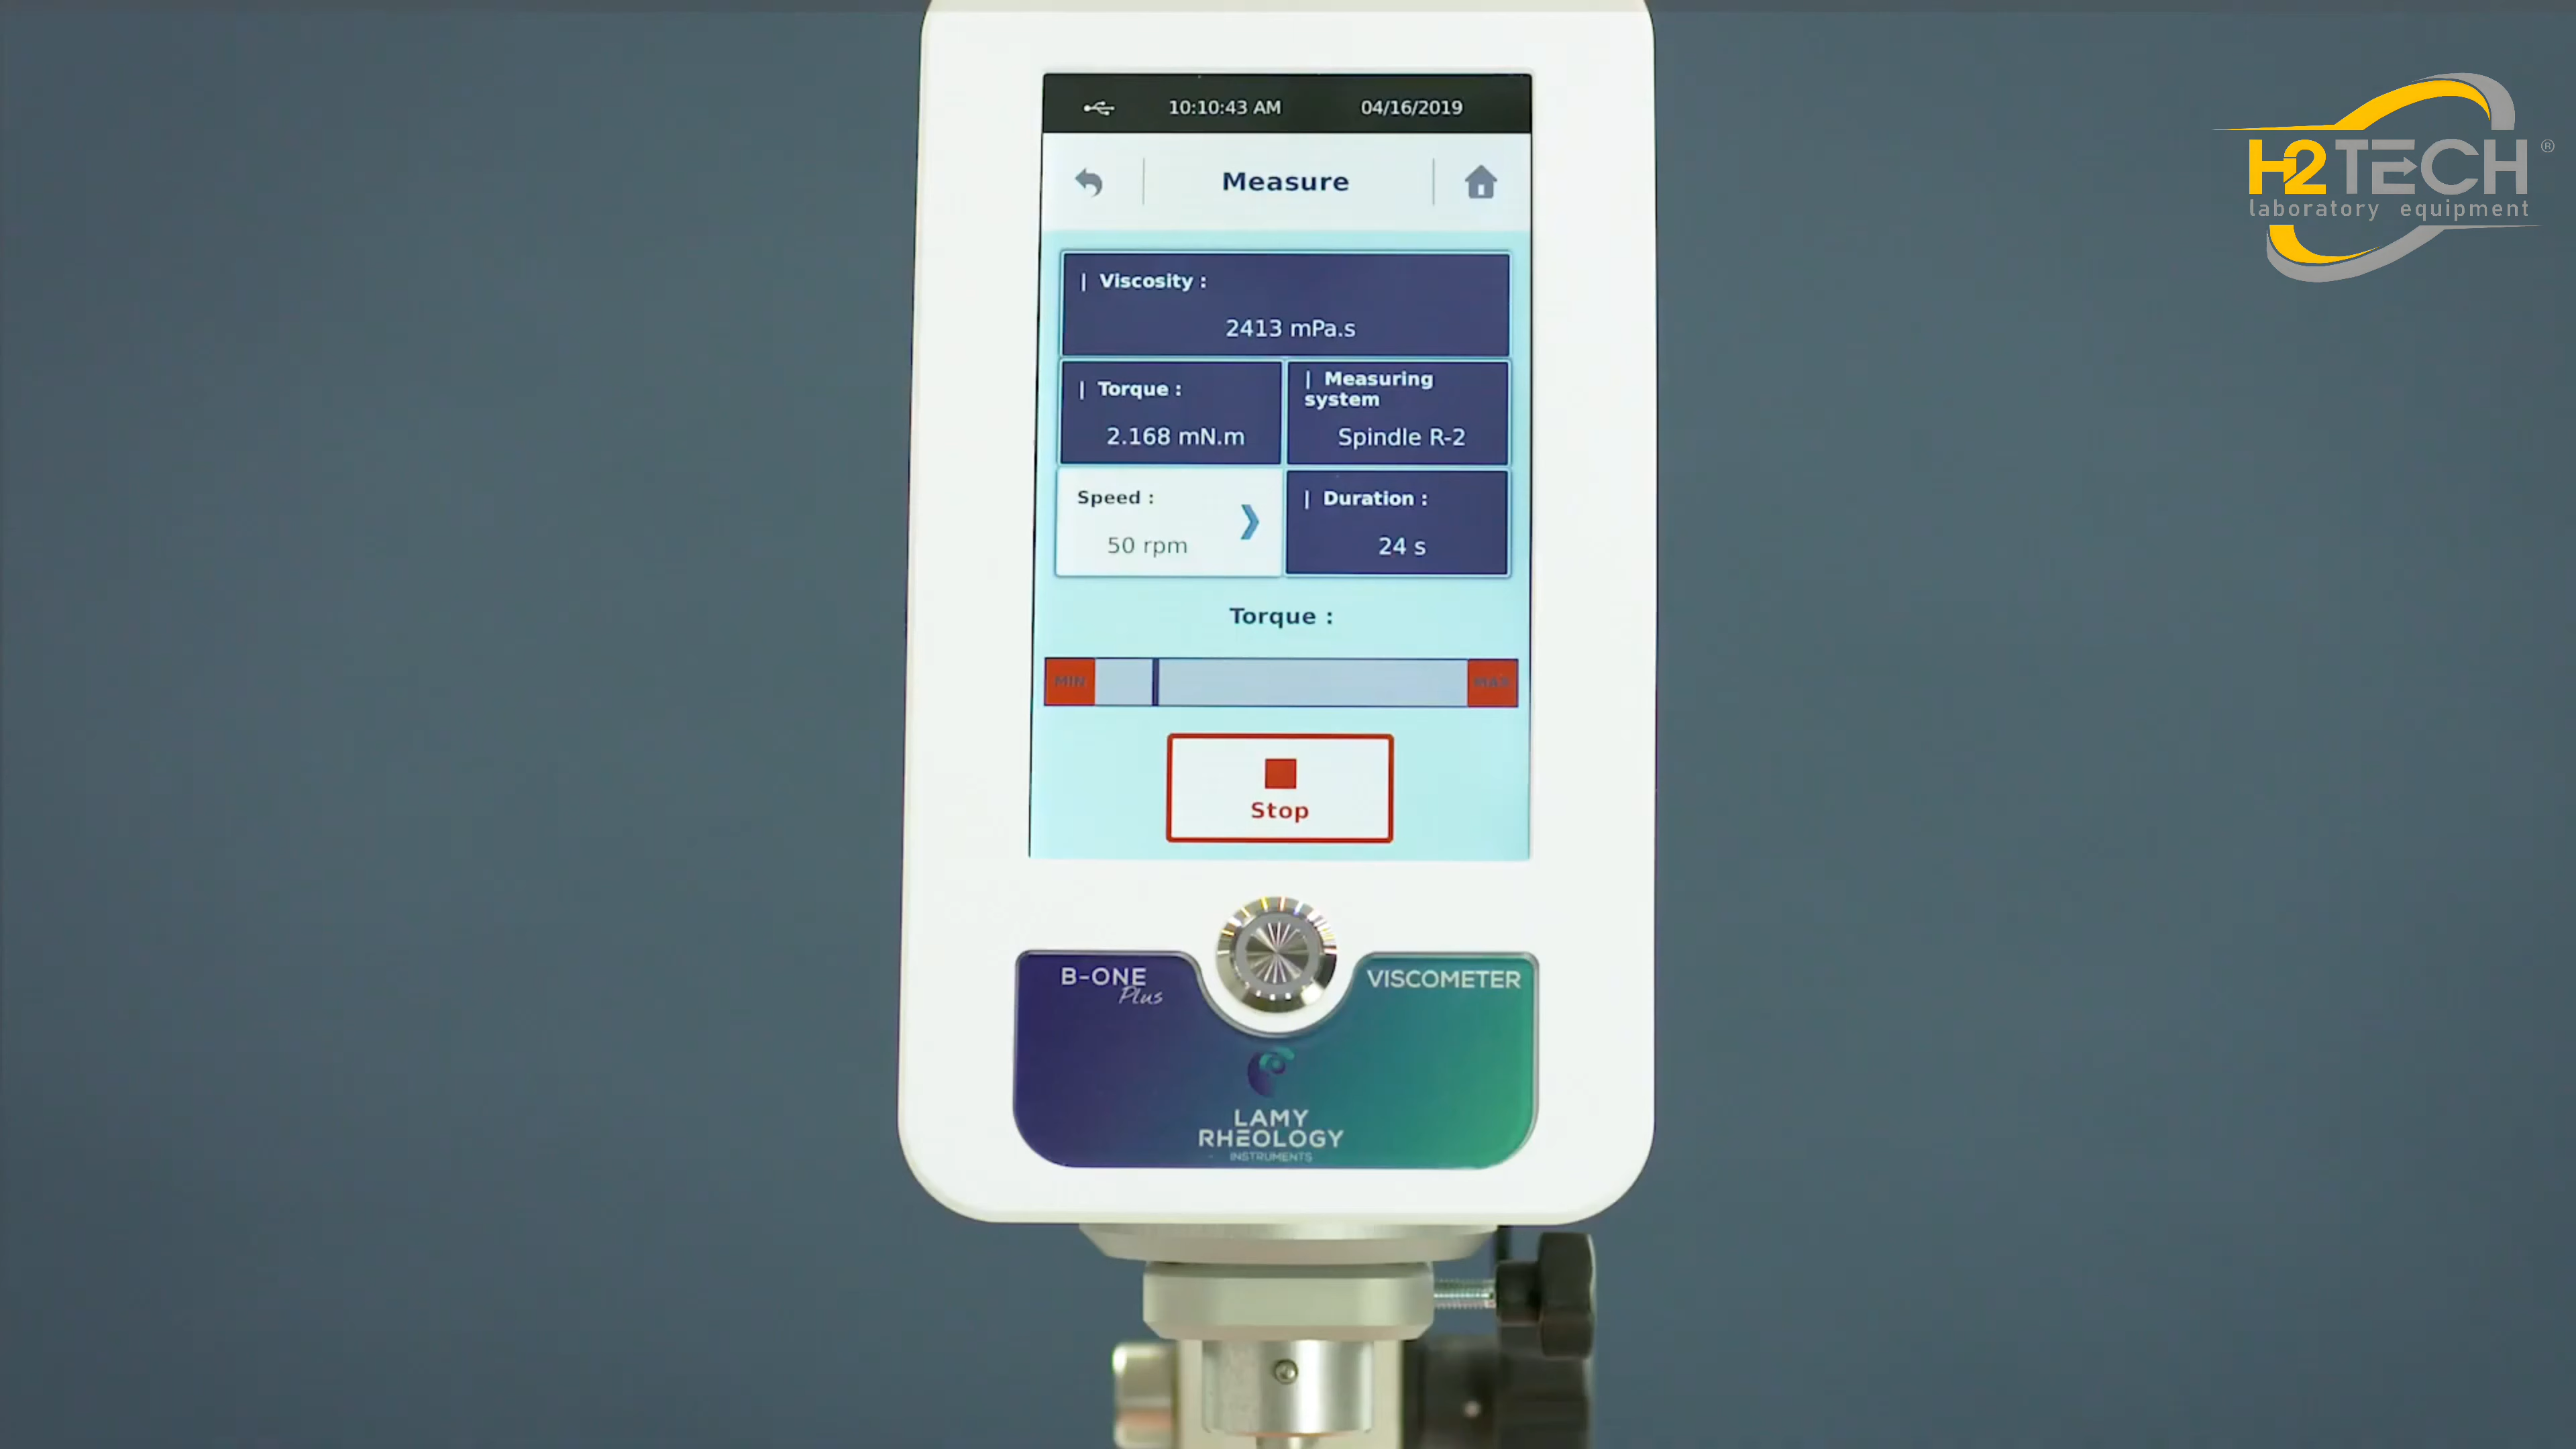 10:10:43 AM 04/16/2019
Measure
| Viscosity :
2413 mPa.s
| Torque :
2.168 mN.m
| Measuring
system
Spindle R-2
Speed :
50 rpm
| Duration :
24 s
Torque :
MIN MAX
Stop
B-ONE
Plus
VISCOMETER
LAMY
RHEOLOGY
INSTRUMENTS
H2TECH®
laboratory equipment